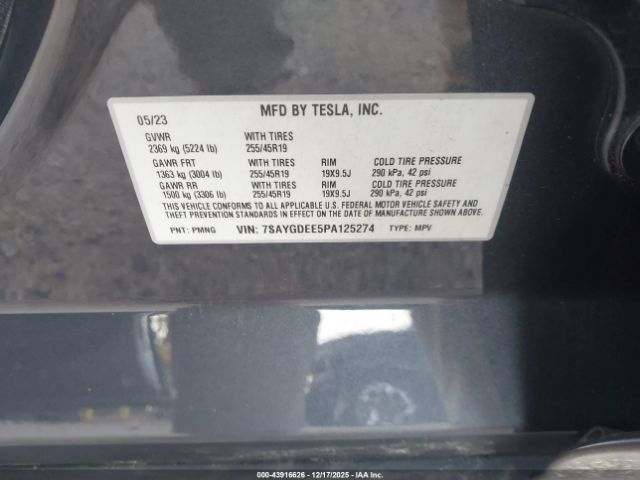 MFD BY TESLA, INC.
05/23
GVWR WITH TIRES
2369 kg (5224 lb) 255/45R19
GAWR FRT WITH TIRES RIM COLD TIRE PRESSURE
1363 kg (3004 lb) 255/45R19 19X9.5J 290 kPa, 42 psi
GAWR RR WITH TIRES RIM COLD TIRE PRESSURE
1500 kg (3306 lb) 255/45R19 19X9.5J 290 kPa, 42 psi
THIS VEHICLE CONFORMS TO ALL APPLICABLE U.S. FEDERAL MOTOR VEHICLE SAFETY AND
THEFT PREVENTION STANDARDS IN EFFECT ON THE DATE OF MANUFACTURE SHOWN ABOVE.
PNT: PMNG VIN: 7SAYGDEE5PA125274 TYPE: MPV
000-43916626 - 12/17/2025 - IAA Inc.